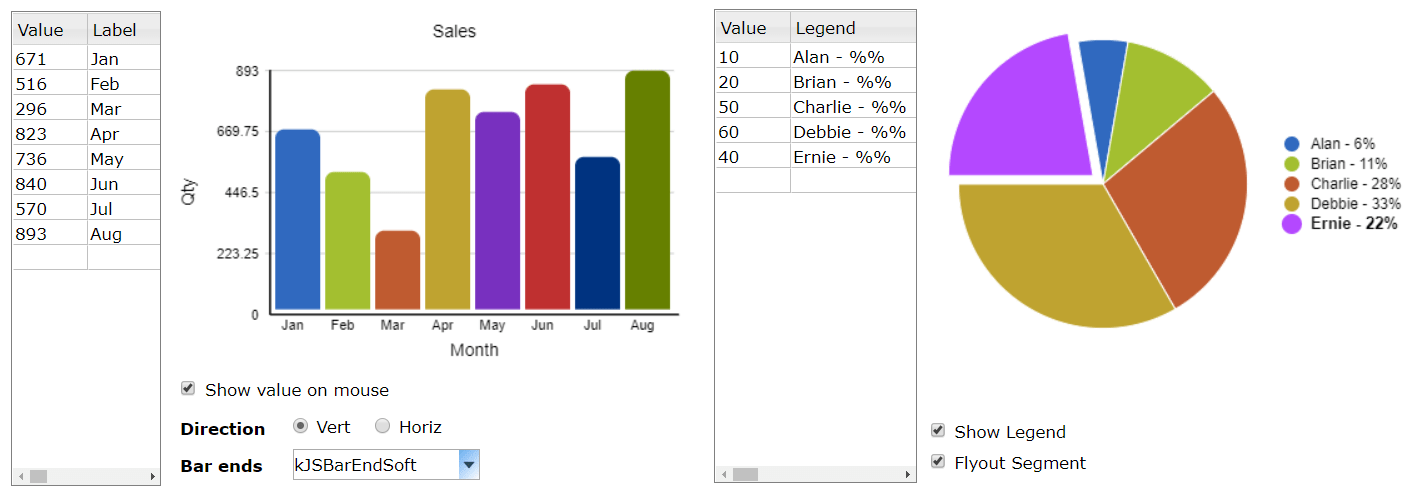 Value Label
671 Jan
516 Feb
296 Mar
823 Apr
736 May
840 Jun
570 Jul
893 Aug
Sales
893
669.75
446.5
223.25
0
Qty
Jan Feb Mar Apr May Jun Jul Aug
Month
Show value on mouse
Direction Vert Horiz
Bar ends kJSBarEndSoft
Value Legend
10 Alan - %%
20 Brian - %%
50 Charlie - %%
60 Debbie - %%
40 Ernie - %%
Alan - 6%
Brian - 11%
Charlie - 28%
Debbie - 33%
Ernie - 22%
Show Legend
Flyout Segment